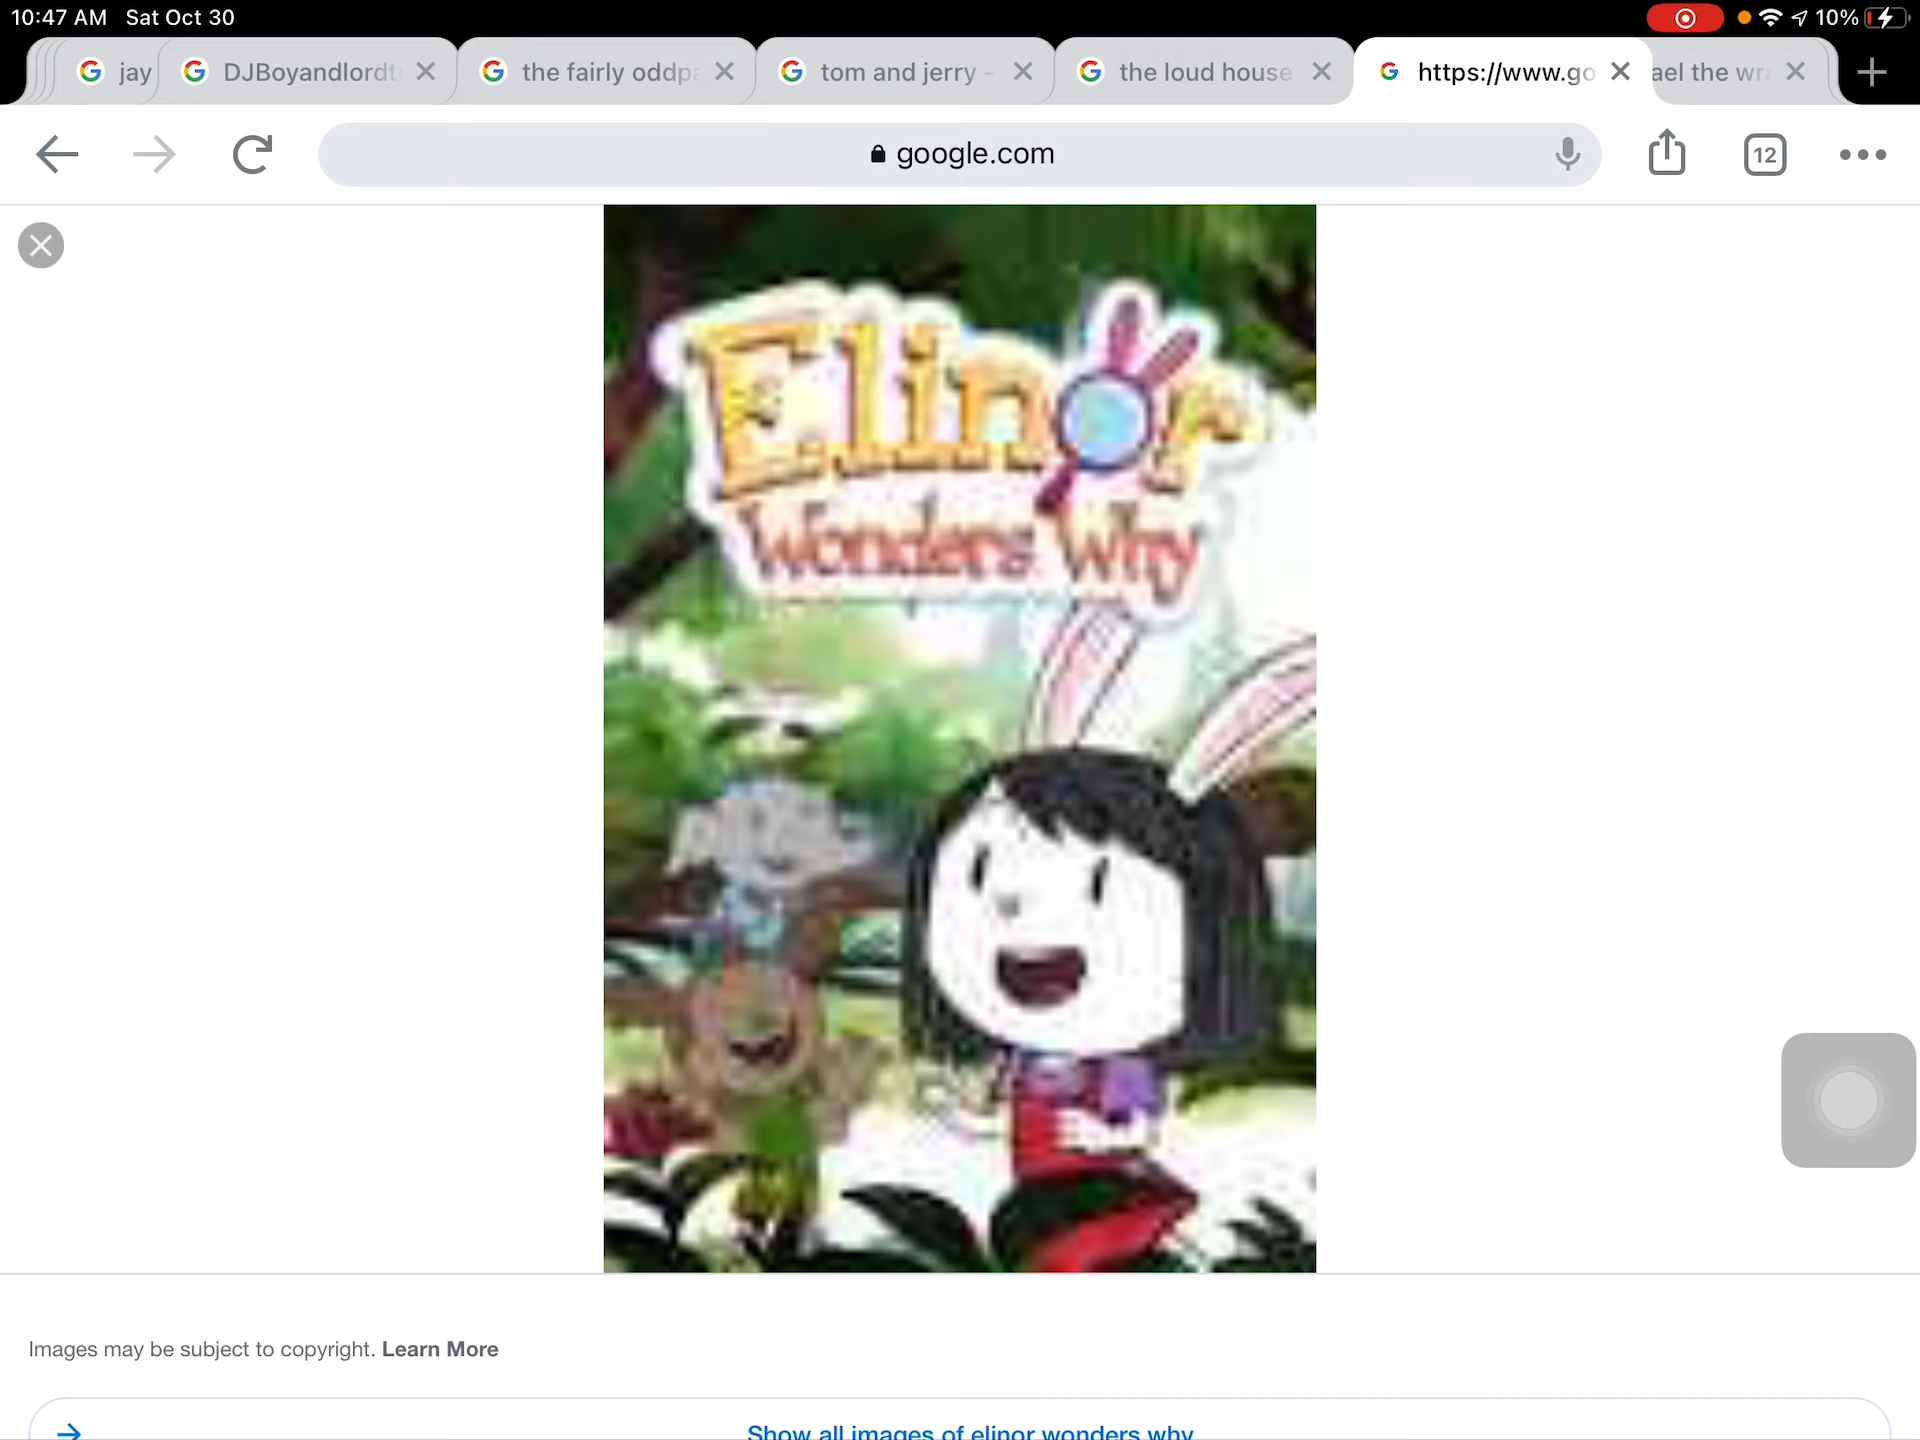 10:47 AM Sat Oct 30
10%
jay
DJBoyandlordt
the fairly oddpa
tom and jerry -
the loud house
https://www.go
ael the wra
google.com
12
Elinor
Wonders Why
Images may be subject to copyright. Learn More
Show all images of elinor wonders why